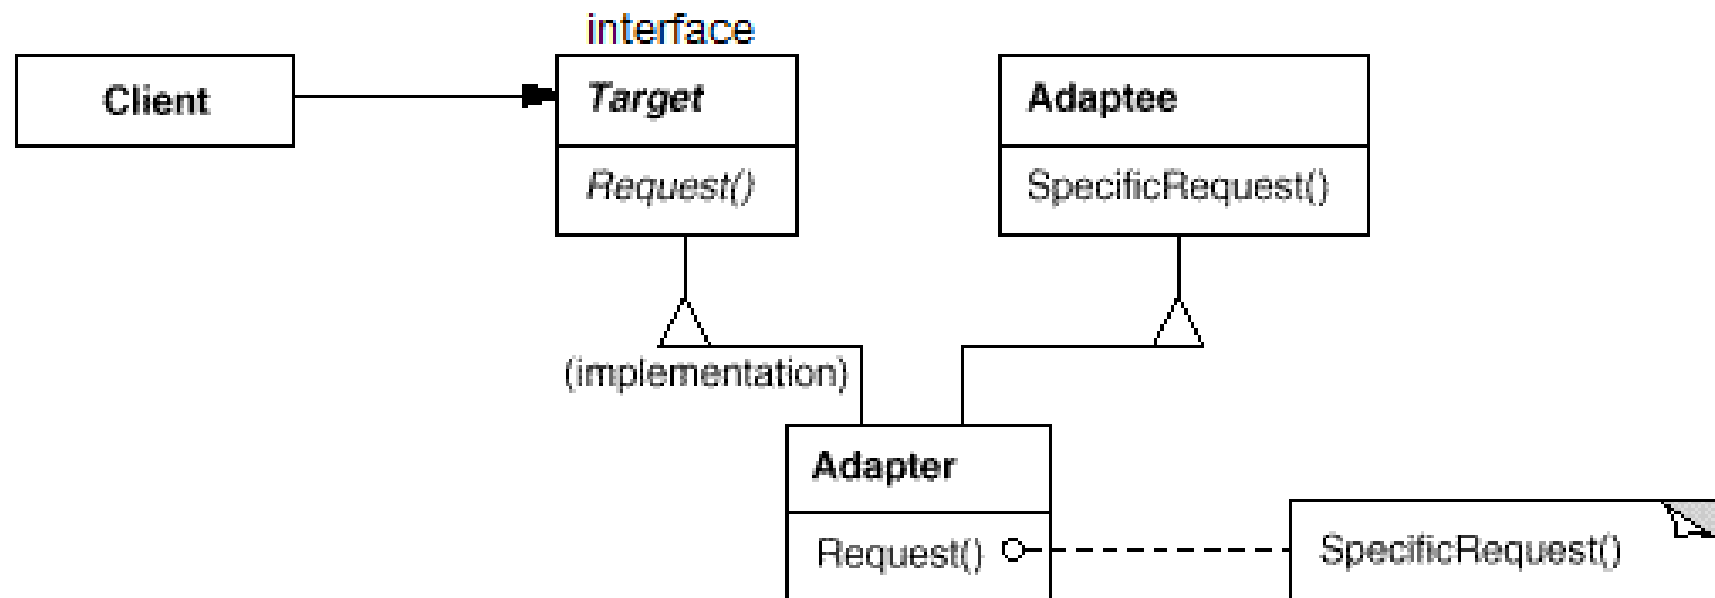 interface
Client
Target
Adaptee
Request()
SpecificRequest()
(implementation)
Adapter
Request()
SpecificRequest()